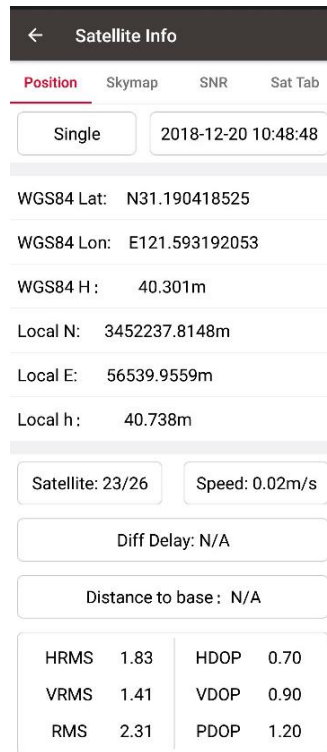 Satellite Info
Position Skymap SNR Sat Tab
Single 2018-12-20 10:48:48
WGS84 Lat: N31.190418525
WGS84 Lon: E121.593192053
WGS84 H: 40.301m
Local N: 3452237.8148m
Local E: 56539.9559m
Local h: 40.738m
Satellite: 23/26 Speed: 0.02m/s
Diff Delay: N/A
Distance to base: N/A
HRMS 1.83 HDOP 0.70
VRMS 1.41 VDOP 0.90
RMS 2.31 PDOP 1.20